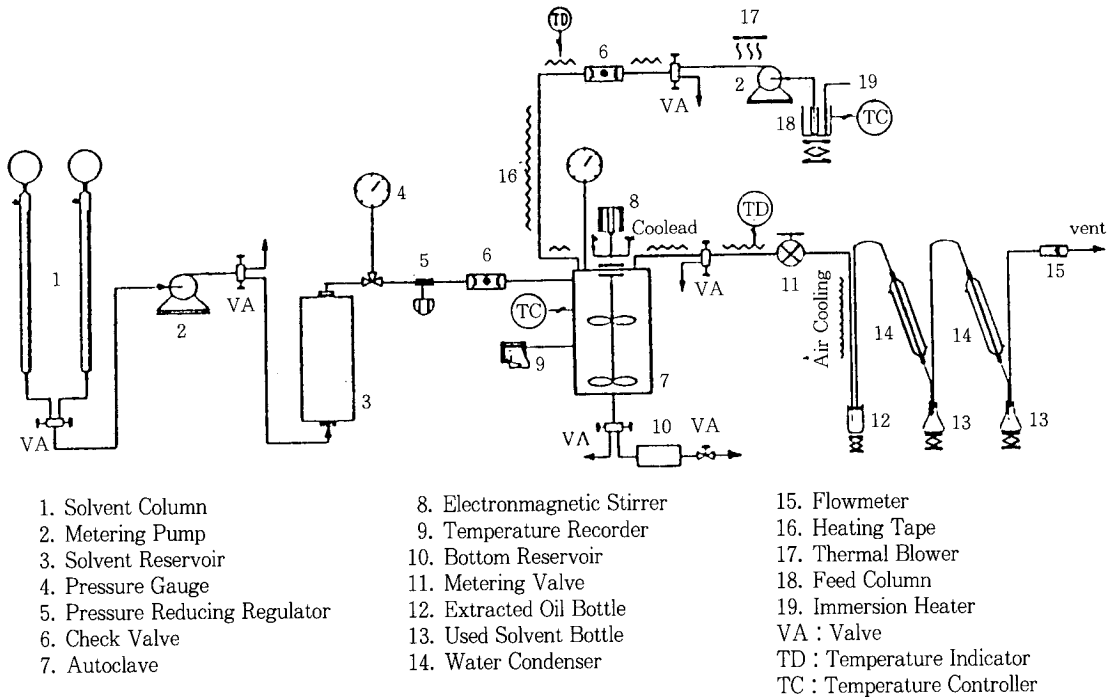 TD
17
6
2
19
VA
18
TC
16
4
8
Coolead
TD
vent
1
5
6
15
VA
2
TC
VA
11
Air Cooling
14
14
9
7
3
VA
VA
10
VA
12
13
13
1. Solvent Column
2. Metering Pump
3. Solvent Reservoir
4. Pressure Gauge
5. Pressure Reducing Regulator
6. Check Valve
7. Autoclave
8. Electronmagnetic Stirrer
9. Temperature Recorder
10. Bottom Reservoir
11. Metering Valve
12. Extracted Oil Bottle
13. Used Solvent Bottle
14. Water Condenser
15. Flowmeter
16. Heating Tape
17. Thermal Blower
18. Feed Column
19. Immersion Heater
VA : Valve
TD : Temperature Indicator
TC : Temperature Controller